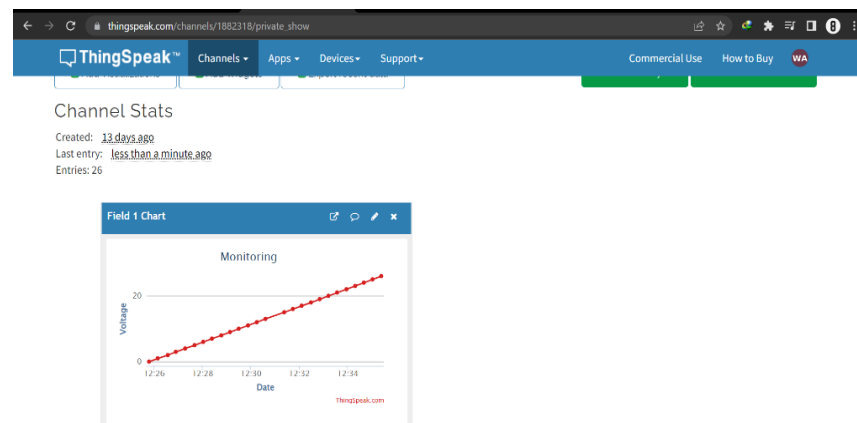 thingspeak.com/channels/1882318/private_show
ThingSpeak™ Channels Apps Devices Support Commercial Use How to Buy WA
Channel Stats
Created: 13 days ago
Last entry: less than a minute ago
Entries: 26
Field 1 Chart
Monitoring
20
Voltage
0
12:26 12:28 12:30 12:32 12:34
Date
ThingSpeak.com